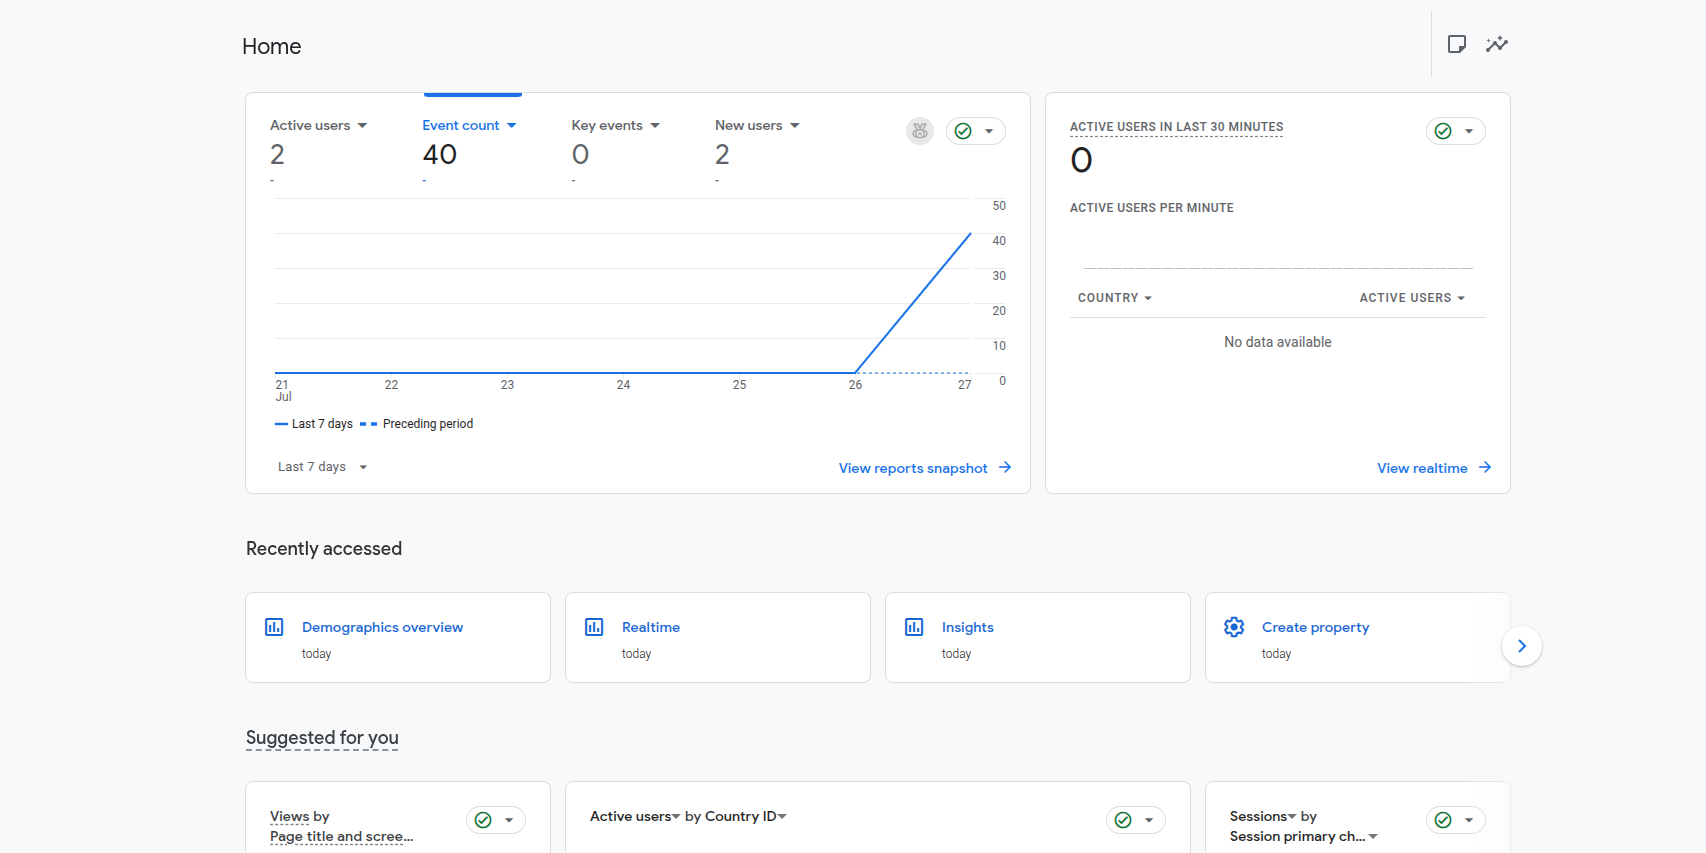 Home
Active users
2
-
Event count
40
-
Key events
0
-
New users
2
-
50
40
30
20
10
0
21
Jul
22
23
24
25
26
27
Last 7 days
Preceding period
Last 7 days
View reports snapshot
ACTIVE USERS IN LAST 30 MINUTES
0
ACTIVE USERS PER MINUTE
COUNTRY
ACTIVE USERS
No data available
View realtime
Recently accessed
Demographics overview
today
Realtime
today
Insights
today
Create property
today
Suggested for you
Views by
Page title and scree...
Active users by Country ID
Sessions by
Session primary ch...